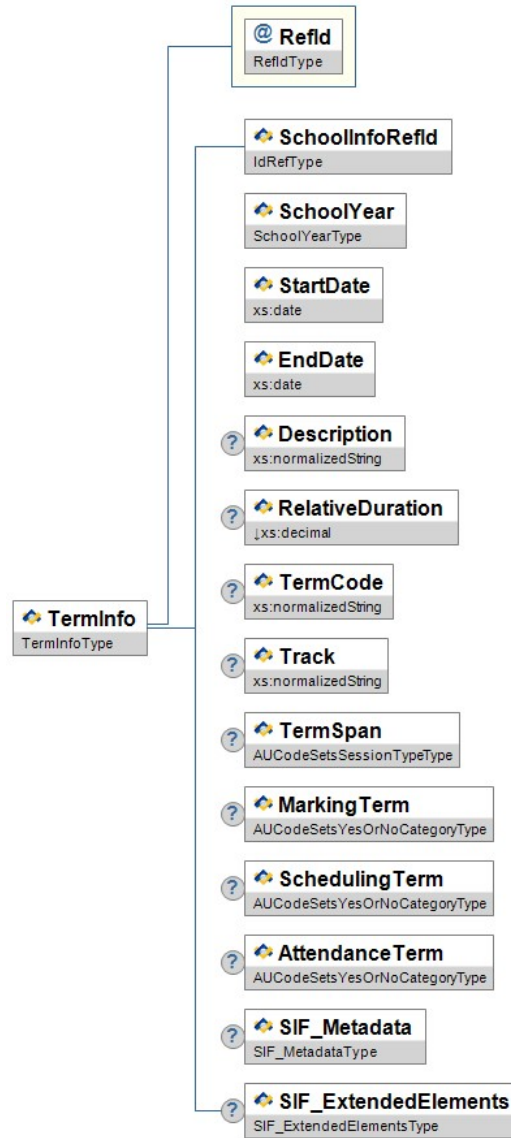 @ RefId
RefIdType
SchoolInfoRefId
IdRefType
SchoolYear
SchoolYearType
StartDate
xs:date
EndDate
xs:date
? Description
xs:normalizedString
? RelativeDuration
↓xs:decimal
? TermCode
xs:normalizedString
TermInfo
TermInfoType
? Track
xs:normalizedString
? TermSpan
AUCodeSetsSessionTypeType
? MarkingTerm
AUCodeSetsYesOrNoCategoryType
? SchedulingTerm
AUCodeSetsYesOrNoCategoryType
? AttendanceTerm
AUCodeSetsYesOrNoCategoryType
? SIF_Metadata
SIF_MetadataType
? SIF_ExtendedElements
SIF_ExtendedElementsType